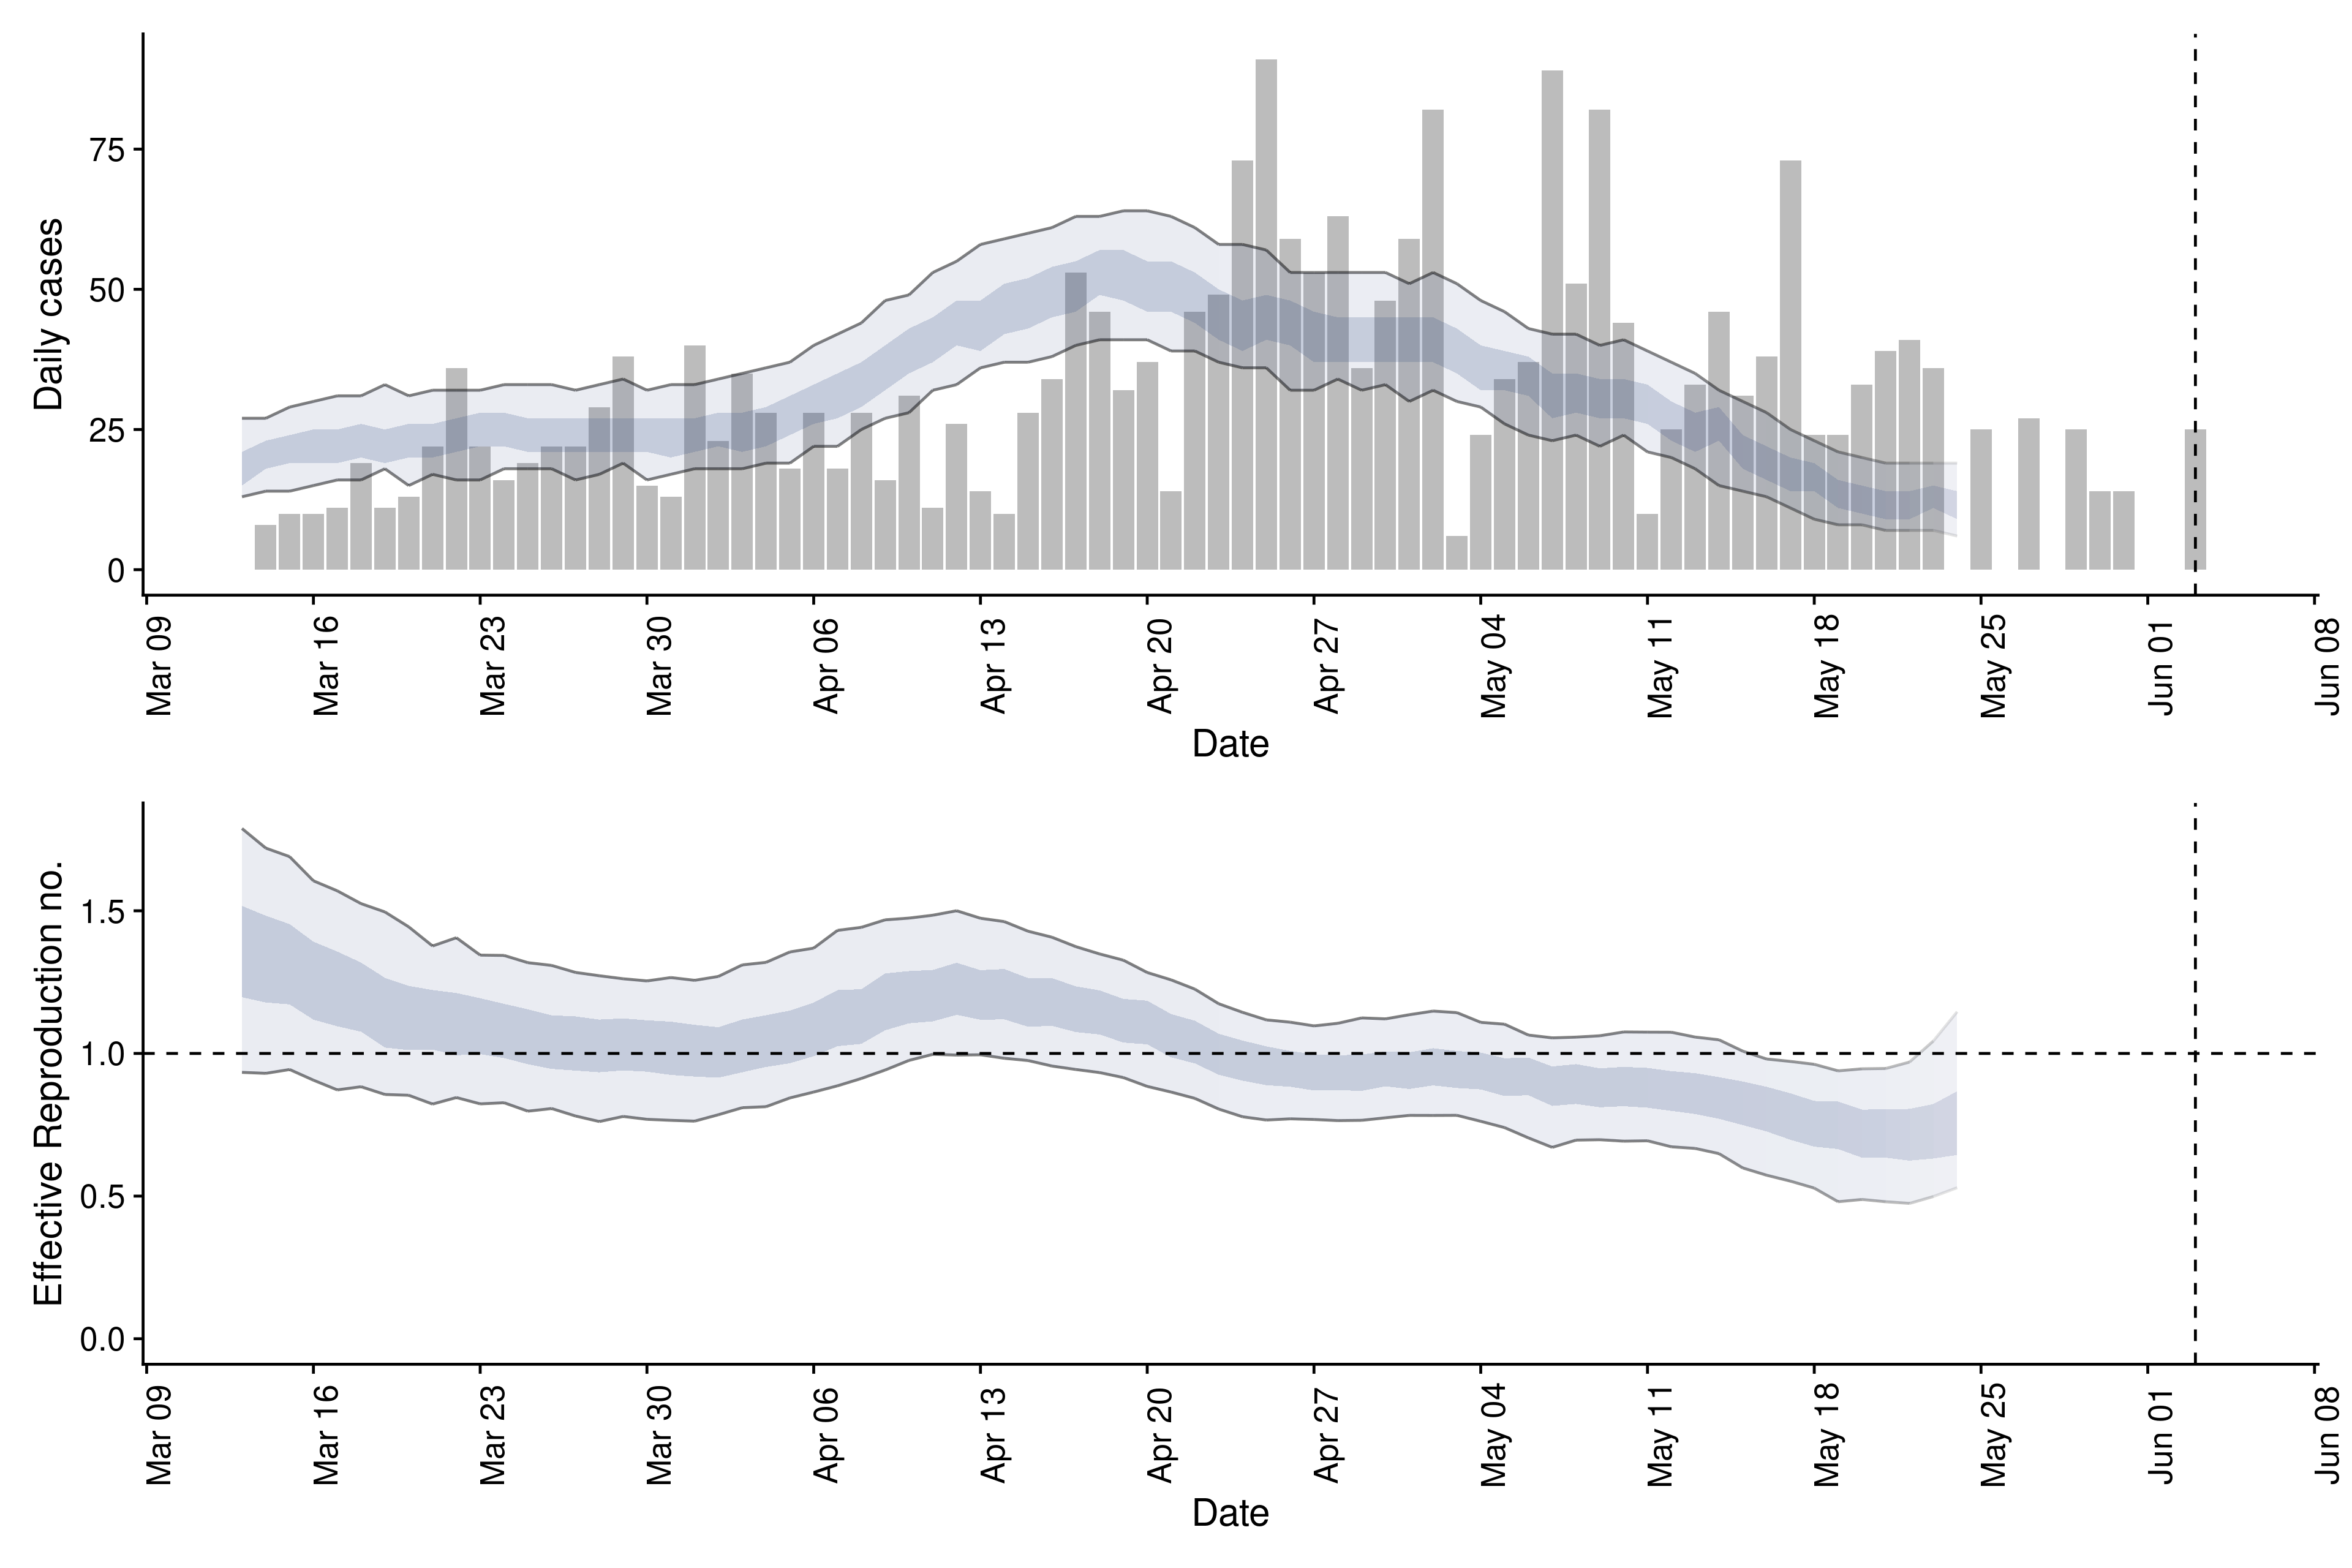 Daily cases
75
50
25
0
Mar 09
Mar 16
Mar 23
Mar 30
Apr 06
Apr 13
Apr 20
Apr 27
May 04
May 11
May 18
May 25
Jun 01
Jun 08
Date
Effective Reproduction no.
1.5
1.0
0.5
0.0
Mar 09
Mar 16
Mar 23
Mar 30
Apr 06
Apr 13
Apr 20
Apr 27
May 04
May 11
May 18
May 25
Jun 01
Jun 08
Date